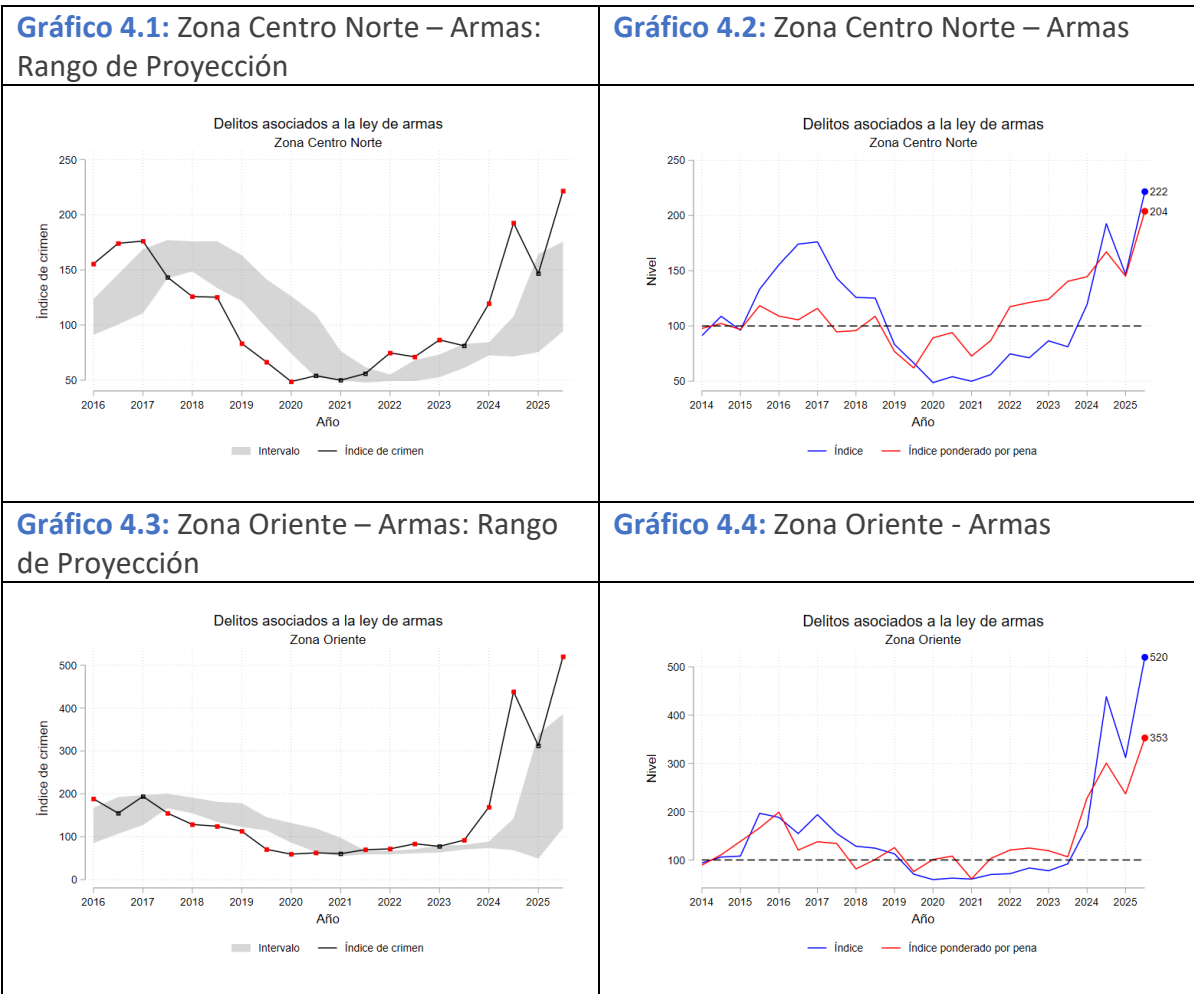 Gráfico 4.1: Zona Centro Norte – Armas:
Rango de Proyección
Gráfico 4.2: Zona Centro Norte – Armas
Delitos asociados a la ley de armas
Zona Centro Norte
Índice de crimen
250
200
150
100
50
2016 2017 2018 2019 2020 2021 2022 2023 2024 2025
Año
Intervalo Índice de crimen
Delitos asociados a la ley de armas
Zona Centro Norte
Nivel
250
200
150
100
50
222
204
2014 2015 2016 2017 2018 2019 2020 2021 2022 2023 2024 2025
Año
Índice Índice ponderado por pena
Gráfico 4.3: Zona Oriente – Armas: Rango
de Proyección
Gráfico 4.4: Zona Oriente - Armas
Delitos asociados a la ley de armas
Zona Oriente
Índice de crimen
500
400
300
200
100
0
2016 2017 2018 2019 2020 2021 2022 2023 2024 2025
Año
Intervalo Índice de crimen
Delitos asociados a la ley de armas
Zona Oriente
Nivel
500
400
300
200
100
520
353
2014 2015 2016 2017 2018 2019 2020 2021 2022 2023 2024 2025
Año
Índice Índice ponderado por pena